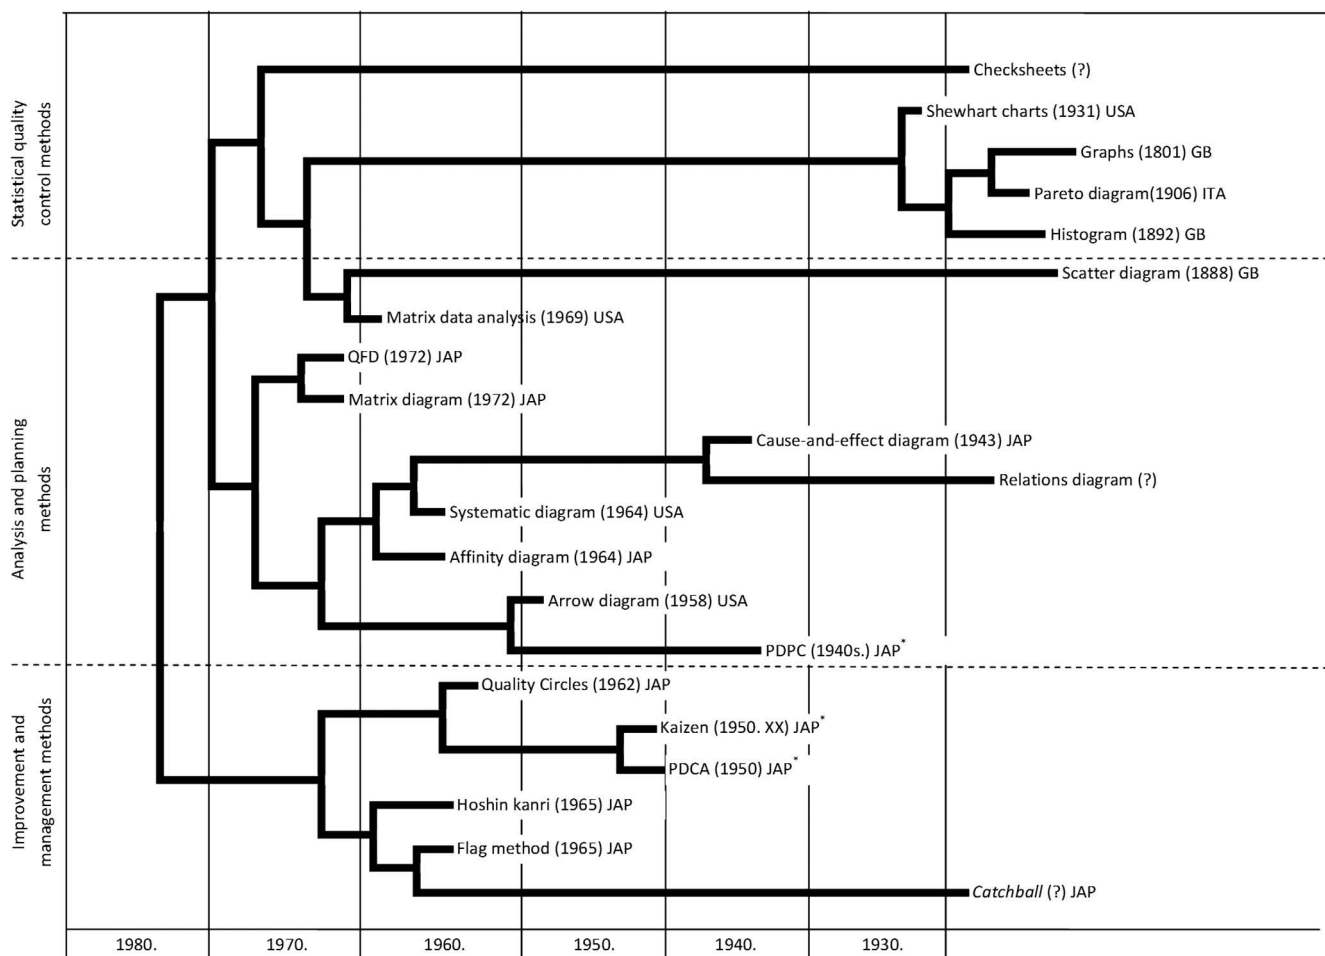 Statistical quality
control methods
Checksheets (?)
Shewhart charts (1931) USA
Graphs (1801) GB
Pareto diagram(1906) ITA
Histogram (1892) GB
Analysis and planning
methods
Scatter diagram (1888) GB
Matrix data analysis (1969) USA
QFD (1972) JAP
Matrix diagram (1972) JAP
Cause-and-effect diagram (1943) JAP
Relations diagram (?)
Systematic diagram (1964) USA
Affinity diagram (1964) JAP
Arrow diagram (1958) USA
PDPC (1940s.) JAP*
Improvement and
management methods
Quality Circles (1962) JAP
Kaizen (1950. XX) JAP*
PDCA (1950) JAP*
Hoshin kanri (1965) JAP
Flag method (1965) JAP
Catchball (?) JAP
1980. 1970. 1960. 1950. 1940. 1930.